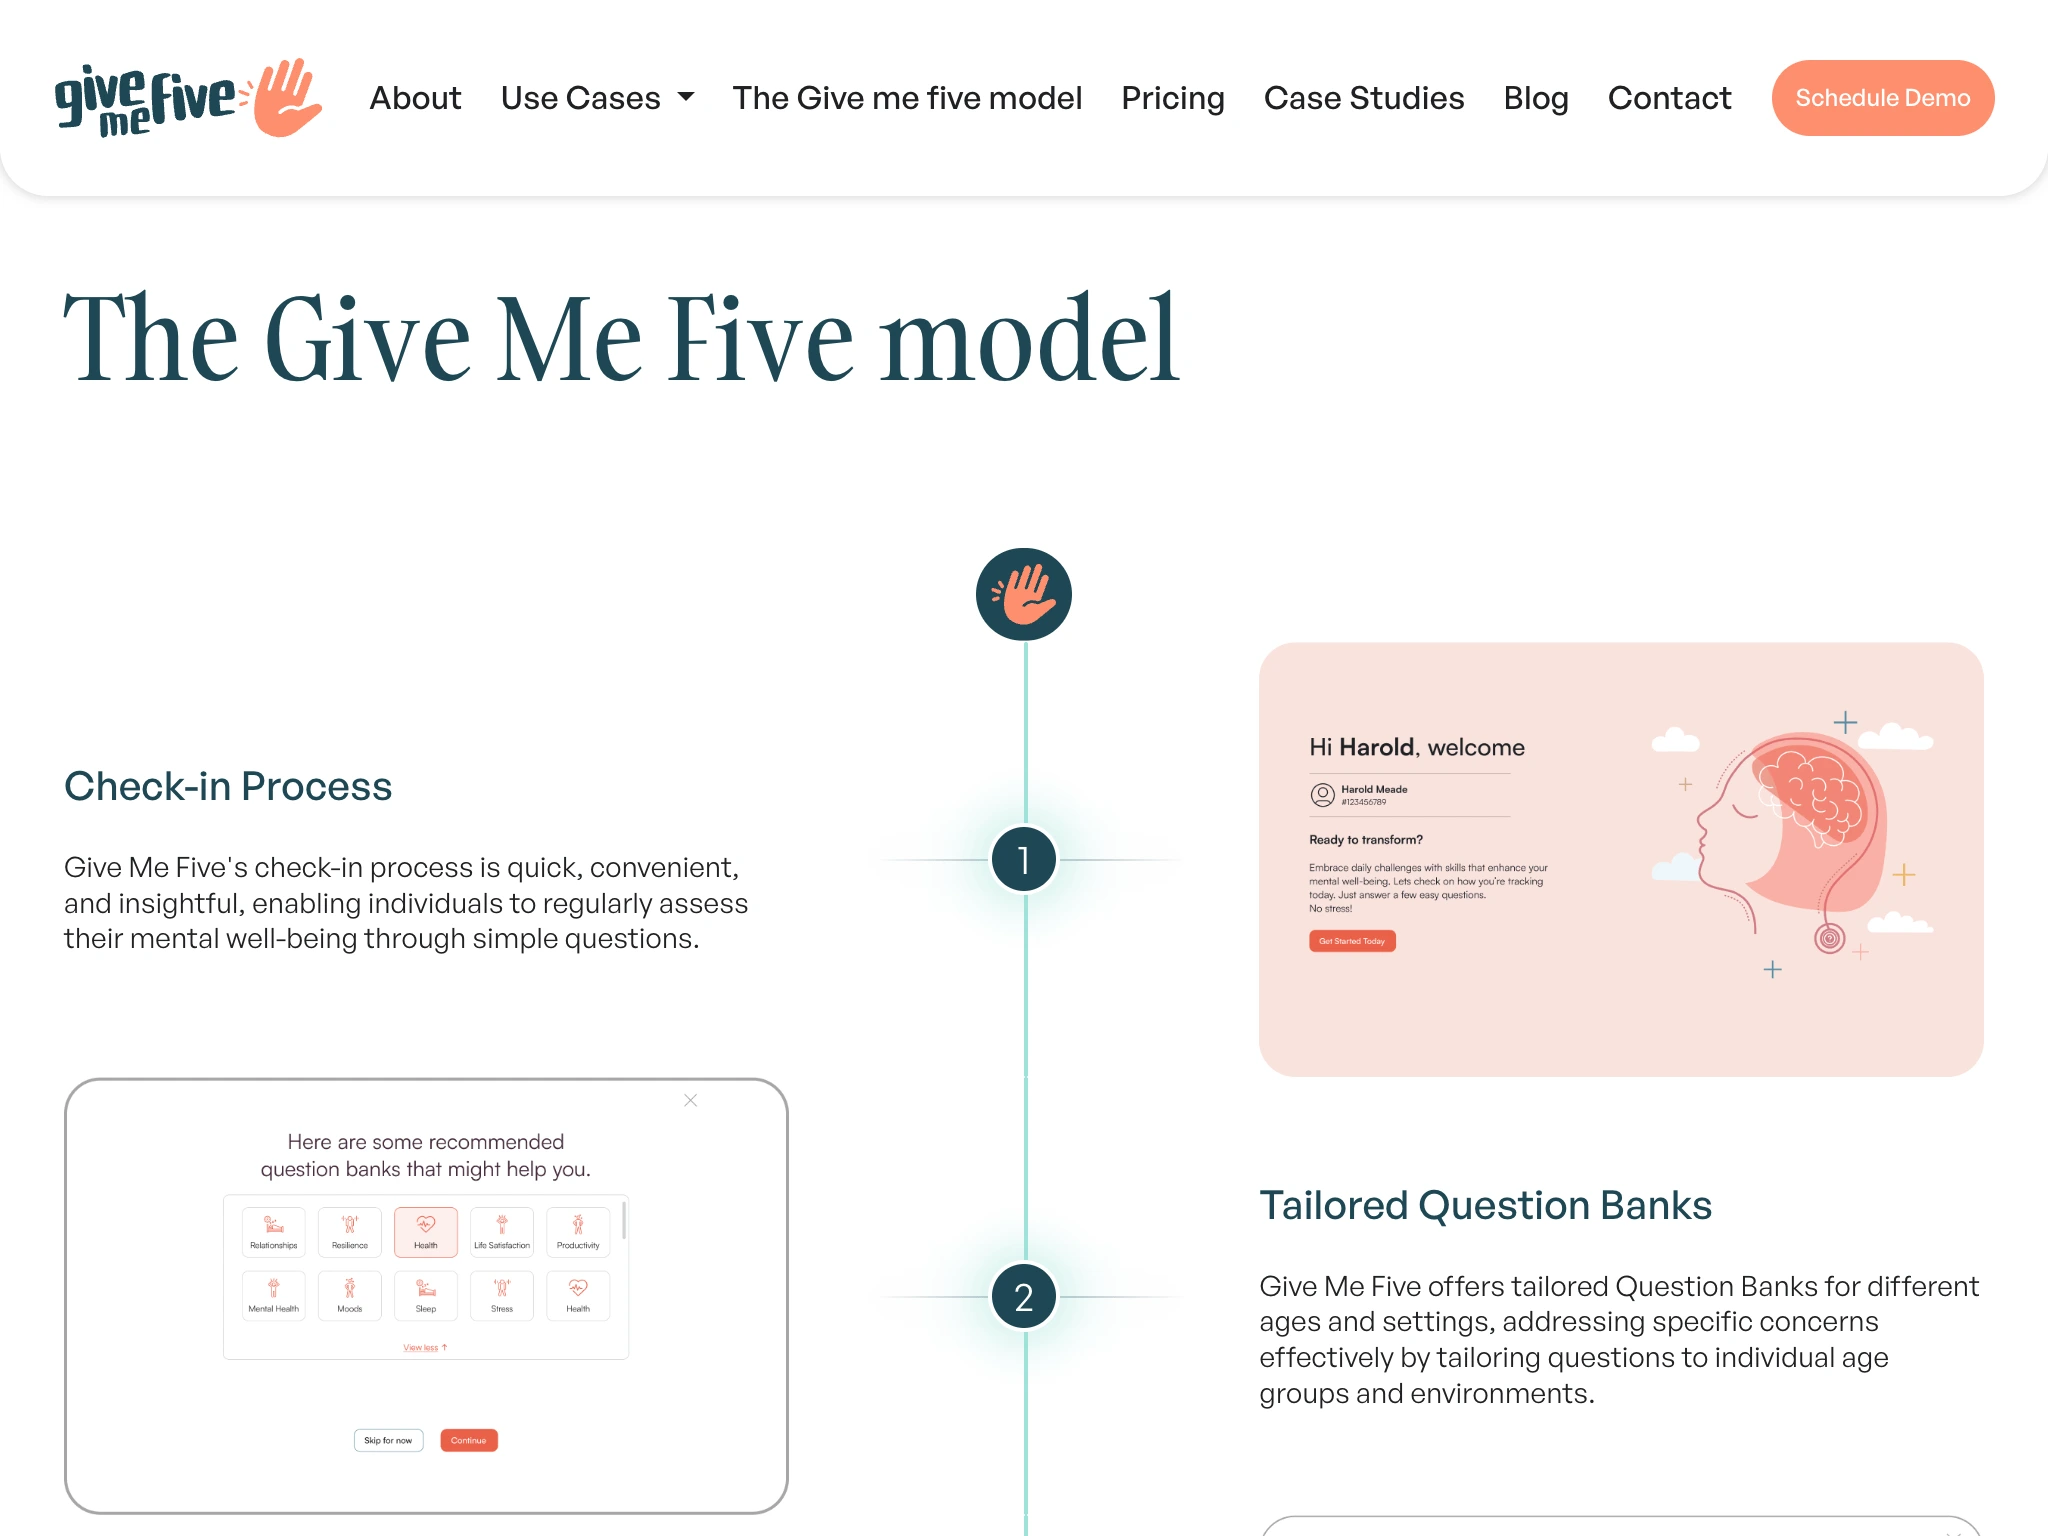 give me five
About
Use Cases
The Give me five model
Pricing
Case Studies
Blog
Contact
Schedule Demo
The Give Me Five model
Check-in Process
Give Me Five's check-in process is quick, convenient,
and insightful, enabling individuals to regularly assess
their mental well-being through simple questions.
1
Hi Harold, welcome
Harold Meade
#123456789
Ready to transform?
Embrace daily challenges with skills that enhance your
mental well-being. Lets check on how you're tracking
today. Just answer a few easy questions.
No stress!
Get Started Today
Here are some recommended
question banks that might help you.
Relationships
Resilience
Health
Life Satisfaction
Productivity
Mental Health
Moods
Sleep
Stress
Health
View less ↑
Skip for now
Continue
2
Tailored Question Banks
Give Me Five offers tailored Question Banks for different
ages and settings, addressing specific concerns
effectively by tailoring questions to individual age
groups and environments.